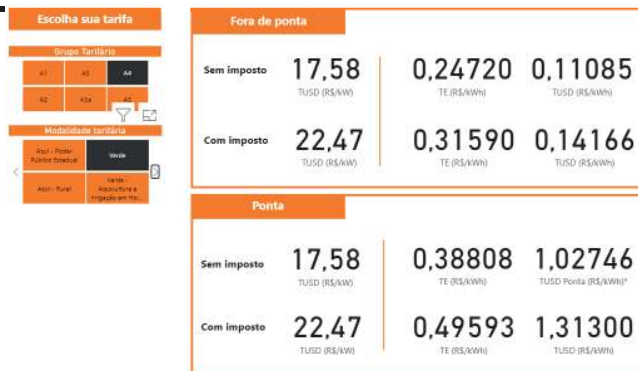 Escolha sua tarifa
Grupo Tarifário
A1 A3 A4
A2 A3a
Modalidade tarifária
Azul - Poder Público Estadual
Verde
Azul - Rural
Verde - Aquicultura e Irrigação em Ho...
Fora de ponta
Sem imposto 17,58 0,24720 0,11085
TUSD (R$/kW) TE (R$/kWh) TUSD (R$/kWh)
Com imposto 22,47 0,31590 0,14166
TUSD (R$/kW) TE (R$/kWh) TUSD (R$/kWh)
Ponta
Sem imposto 17,58 0,38808 1,02746
TUSD (R$/kW) TE (R$/kWh) TUSD Ponta (R$/kWh)*
Com imposto 22,47 0,49593 1,31300
TUSD (R$/kW) TE (R$/kWh) TUSD (R$/kWh)